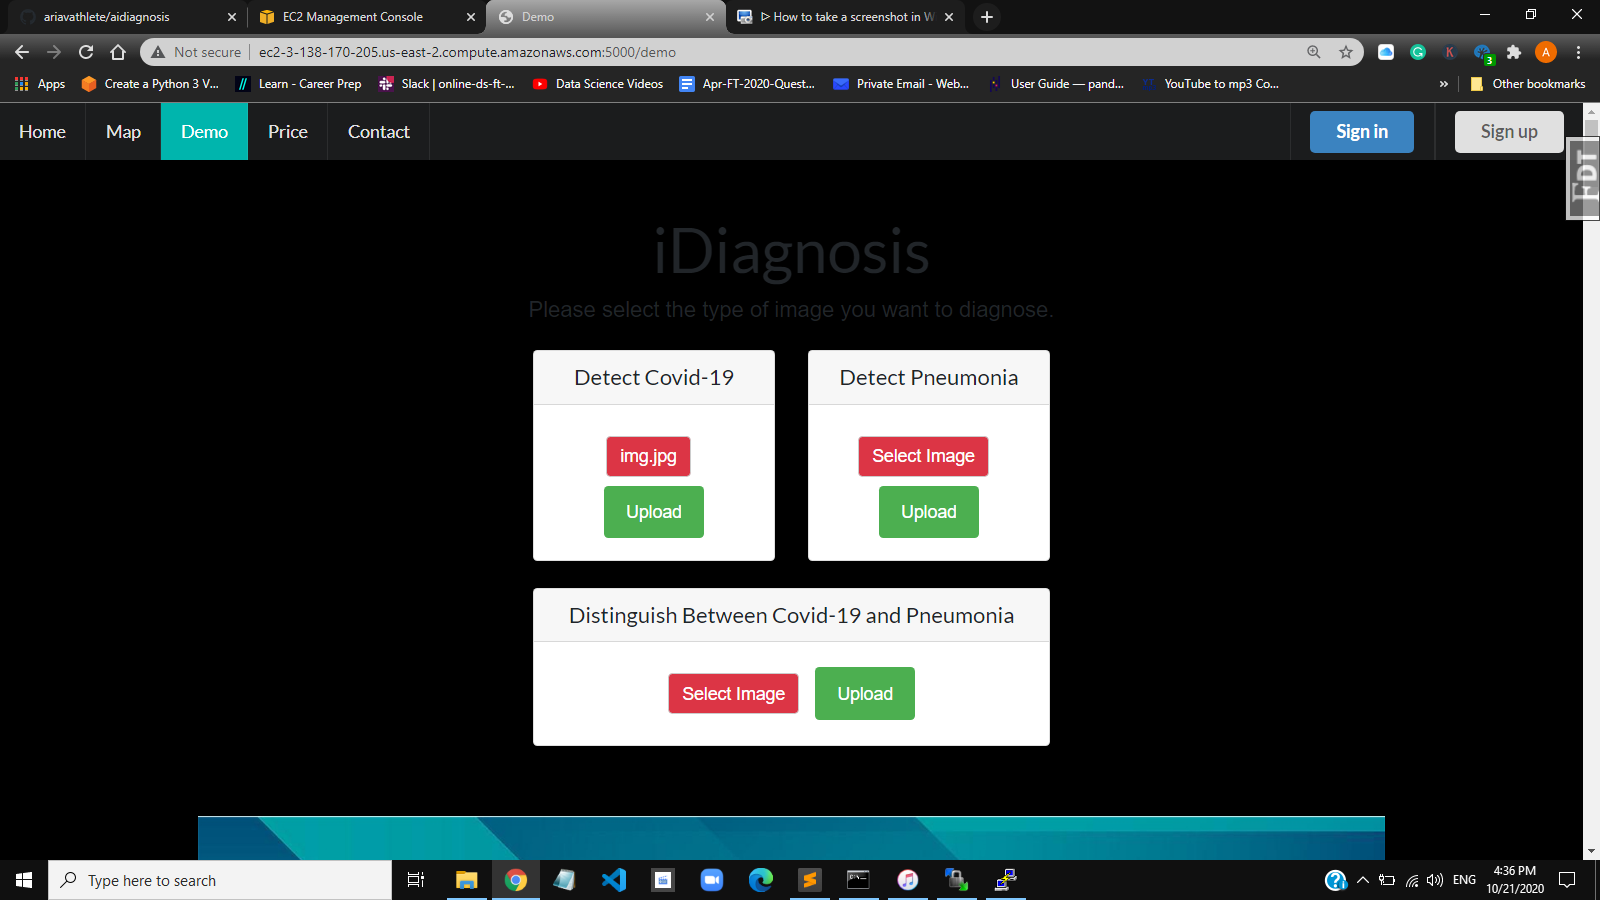 ariavathlete/aidiagnosis
EC2 Management Console
Demo
How to take a screenshot in W
Not secure
ec2-3-138-170-205.us-east-2.compute.amazonaws.com:5000/demo
A
K
3
Apps
Create a Python 3 V...
Learn - Career Prep
Slack | online-ds-ft-...
Data Science Videos
Apr-FT-2020-Quest...
Private Email - Web...
User Guide — pand...
YouTube to mp3 Co...
»
Other bookmarks
Home
Map
Demo
Price
Contact
Sign in
Sign up
FDT
iDiagnosis
Please select the type of image you want to diagnose.
Detect Covid-19
Detect Pneumonia
img.jpg
Select Image
Upload
Upload
Distinguish Between Covid-19 and Pneumonia
Select Image
Upload
Type here to search
ENG
4:36 PM
10/21/2020